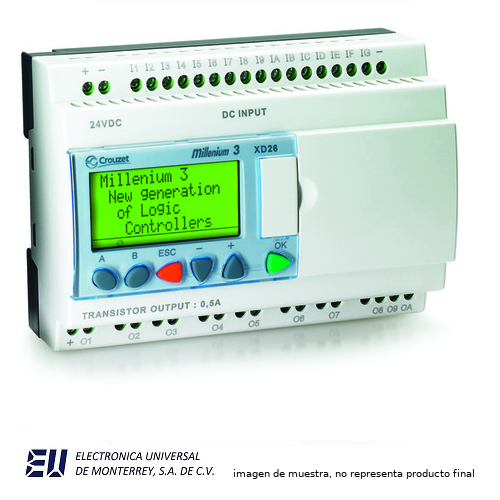 + − I1 I2 I3 I4 I5 I6 I7 I8 I9 IA IB IC ID IE IF IG −
24VDC DC INPUT
Crouzet millenium 3 XD26
Millenium 3
New generation
of Logic
Controllers
A B ESC − + OK
TRANSISTOR OUTPUT : 0,5A
+ O1 O2 O3 O4 O5 O6 O7 O8 O9 OA
EU ELECTRONICA UNIVERSAL
DE MONTERREY, S.A. DE C.V.
imagen de muestra, no representa producto final